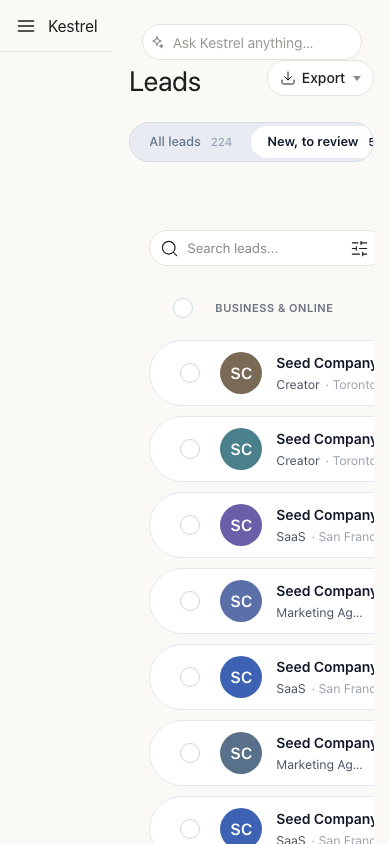 Kestrel
Ask Kestrel anything...
Leads
Export
All leads 224
New, to review
Search leads...
BUSINESS & ONLINE
SC
Seed Company
Creator · Toronto
SC
Seed Company
Creator · Toronto
SC
Seed Company
SaaS · San Franc
SC
Seed Company
Marketing Ag...
SC
Seed Company
SaaS · San Franc
SC
Seed Company
Marketing Ag...
SC
Seed Company
SaaS · San Franc